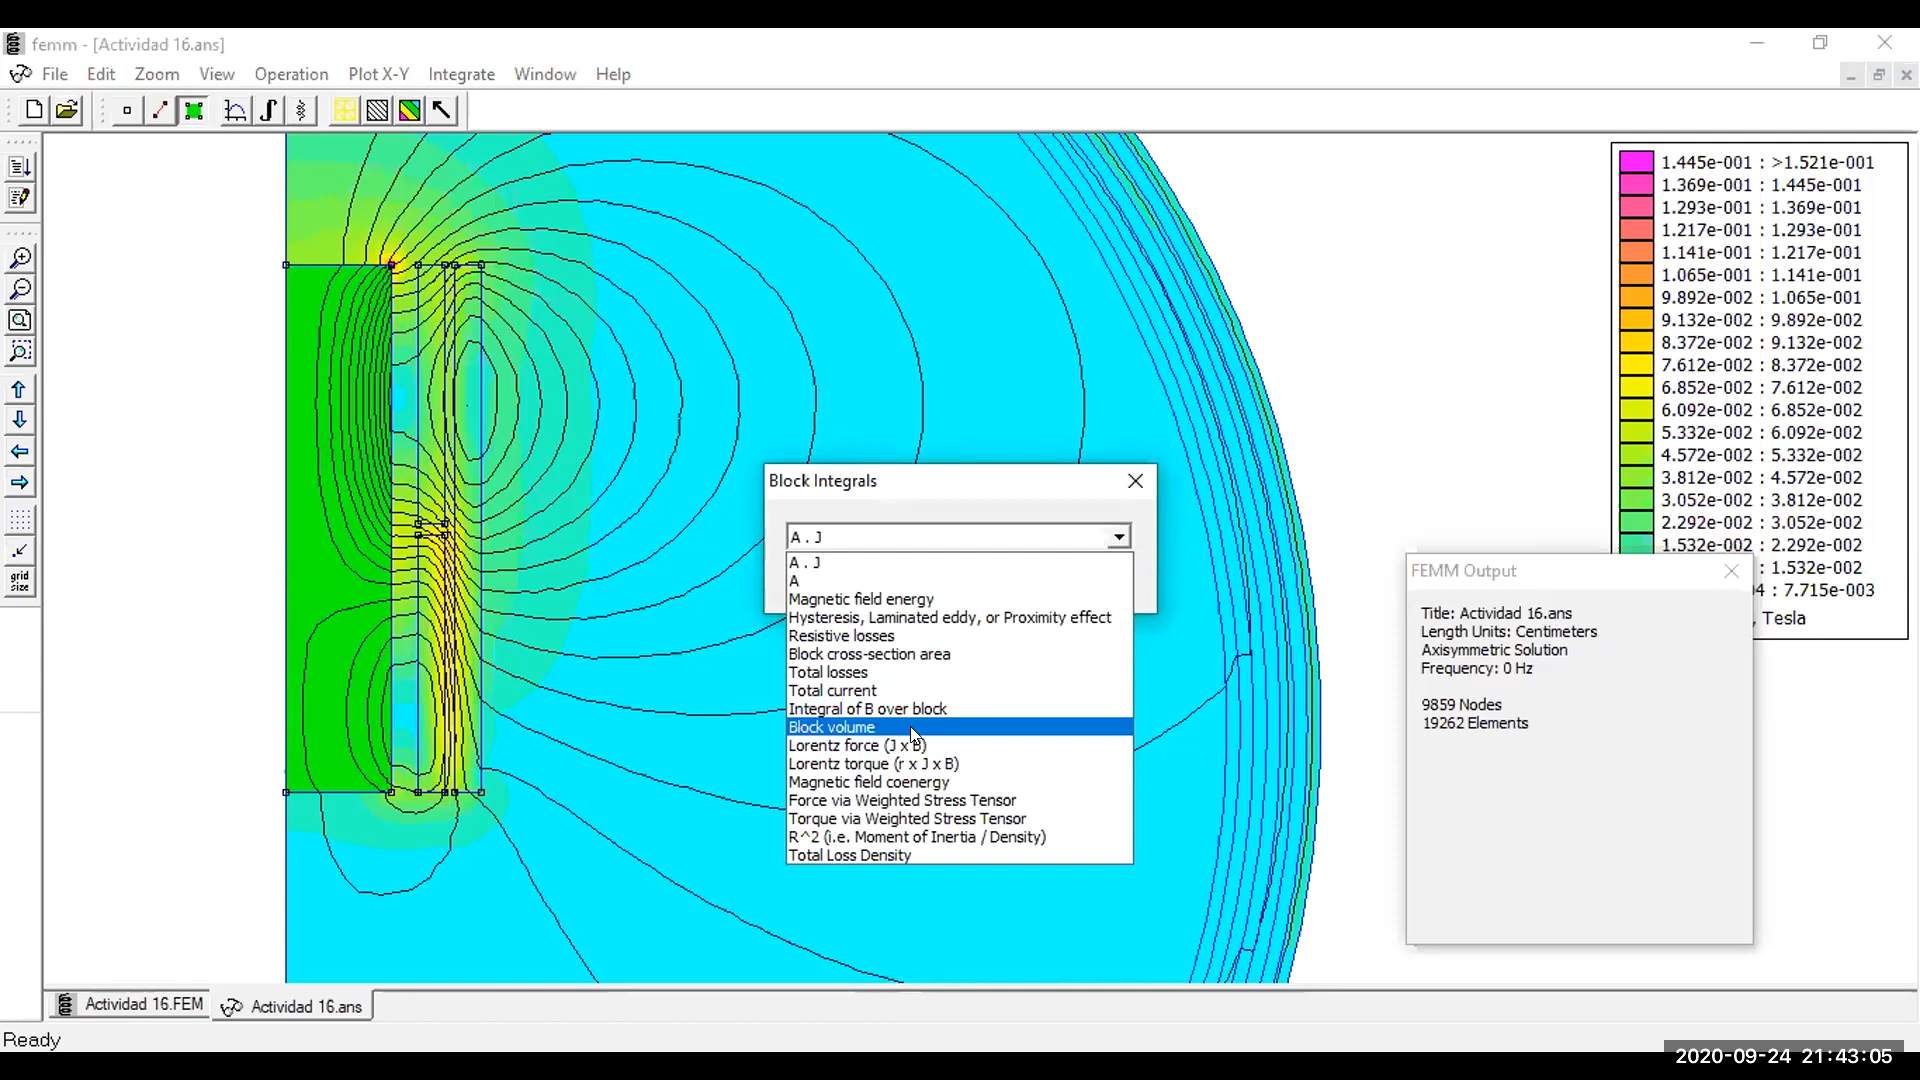 femm - [Actividad 16.ans]
File Edit Zoom View Operation Plot X-Y Integrate Window Help
grid
size
1.445e-001 : >1.521e-001
1.369e-001 : 1.445e-001
1.293e-001 : 1.369e-001
1.217e-001 : 1.293e-001
1.141e-001 : 1.217e-001
1.065e-001 : 1.141e-001
9.892e-002 : 1.065e-001
9.132e-002 : 9.892e-002
8.372e-002 : 9.132e-002
7.612e-002 : 8.372e-002
6.852e-002 : 7.612e-002
6.092e-002 : 6.852e-002
5.332e-002 : 6.092e-002
4.572e-002 : 5.332e-002
3.812e-002 : 4.572e-002
3.052e-002 : 3.812e-002
2.292e-002 : 3.052e-002
1.532e-002 : 2.292e-002
: 1.532e-002
04 : 7.715e-003
, Tesla
Block Integrals
A . J
A . J
A
Magnetic field energy
Hysteresis, Laminated eddy, or Proximity effect
Resistive losses
Block cross-section area
Total losses
Total current
Integral of B over block
Block volume
Lorentz force (J x B)
Lorentz torque (r x J x B)
Magnetic field coenergy
Force via Weighted Stress Tensor
Torque via Weighted Stress Tensor
R^2 (i.e. Moment of Inertia / Density)
Total Loss Density
FEMM Output
Title: Actividad 16.ans
Length Units: Centimeters
Axisymmetric Solution
Frequency: 0 Hz
9859 Nodes
19262 Elements
Actividad 16.FEM Actividad 16.ans
Ready
2020-09-24 21:43:05